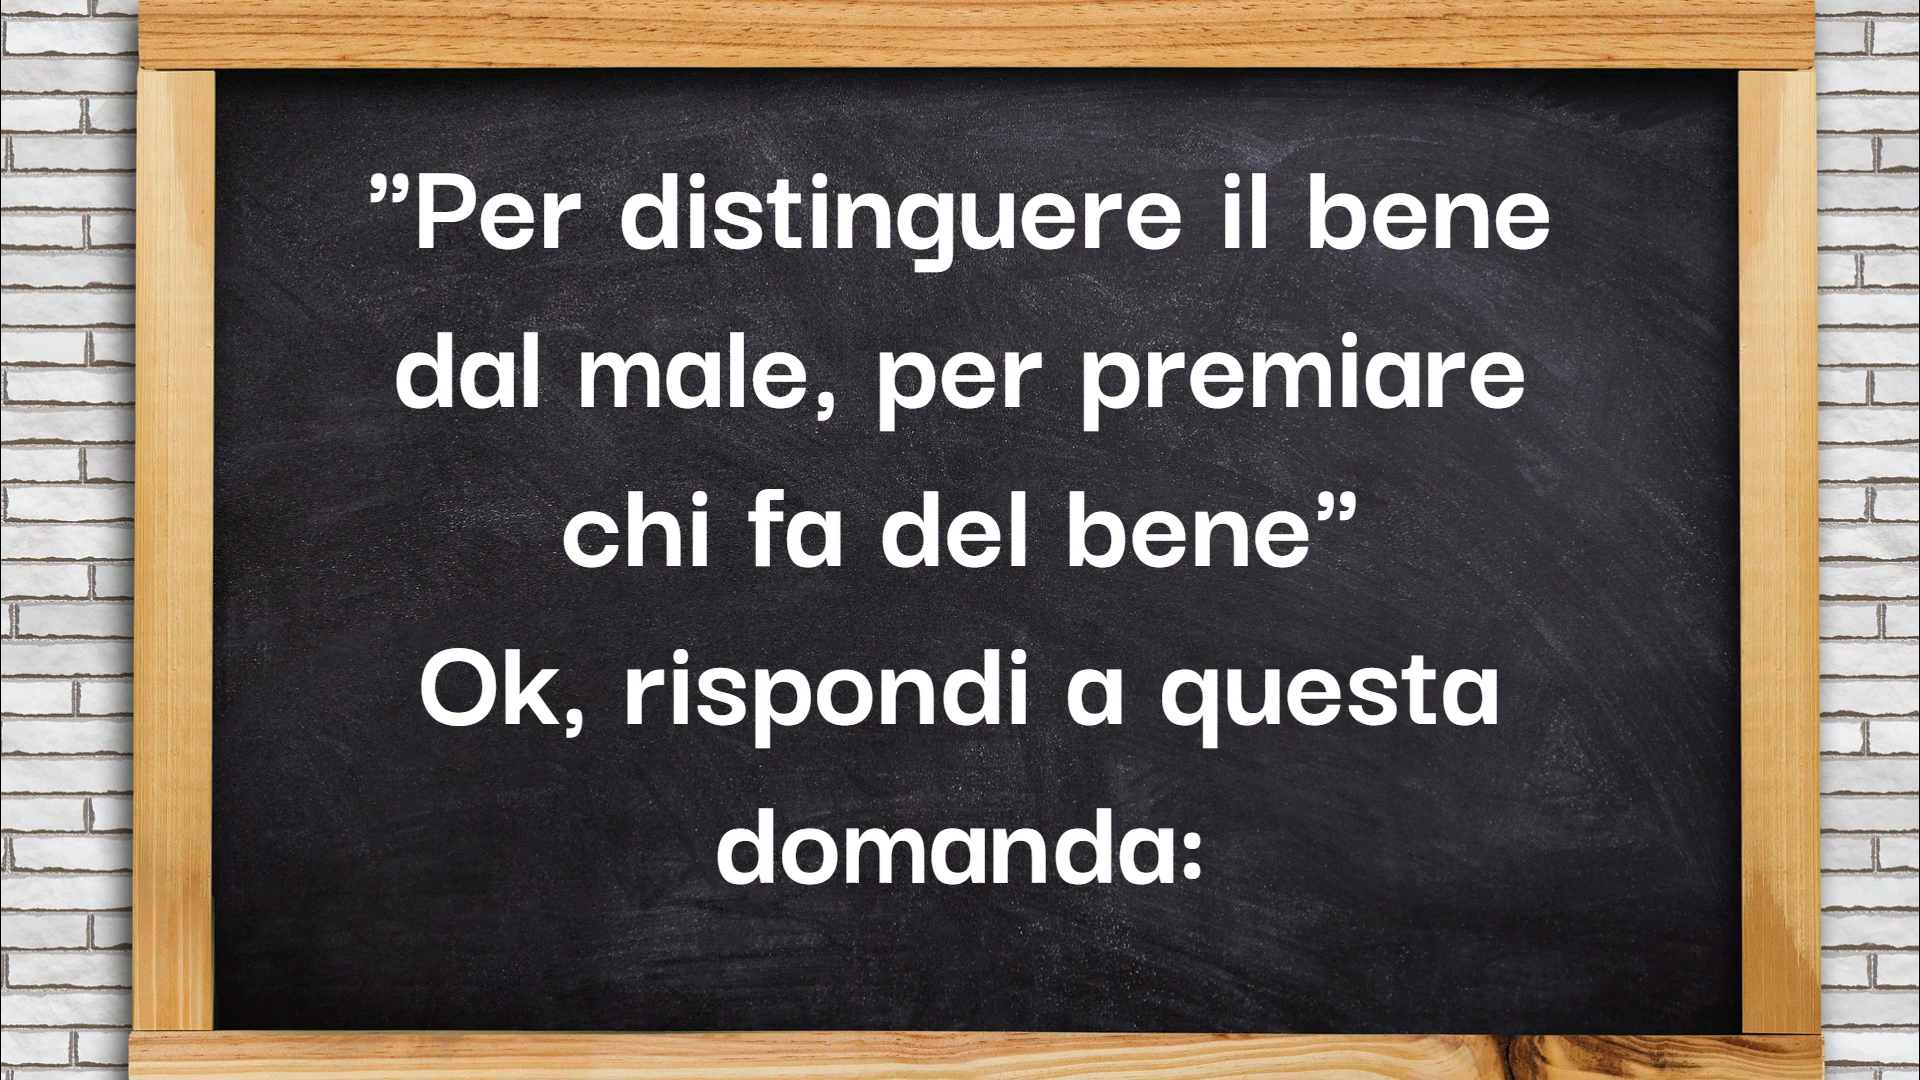 ”Per distinguere il bene
dal male, per premiare
chi fa del bene”
Ok, rispondi a questa
domanda: